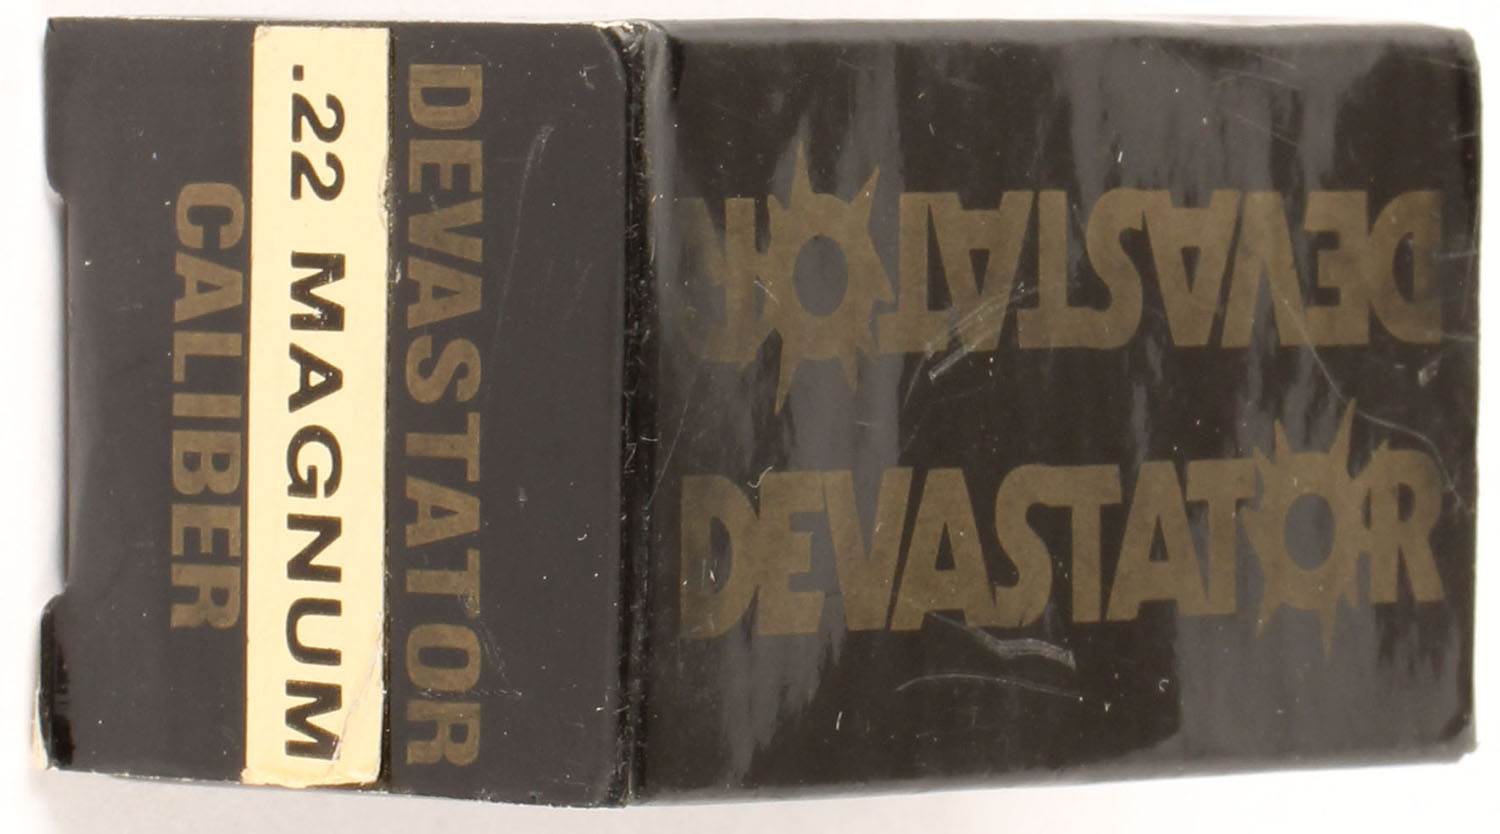 DEVASTATOR
.22 MAGNUM
CALIBER
DEVASTATOR
DEVASTATOR